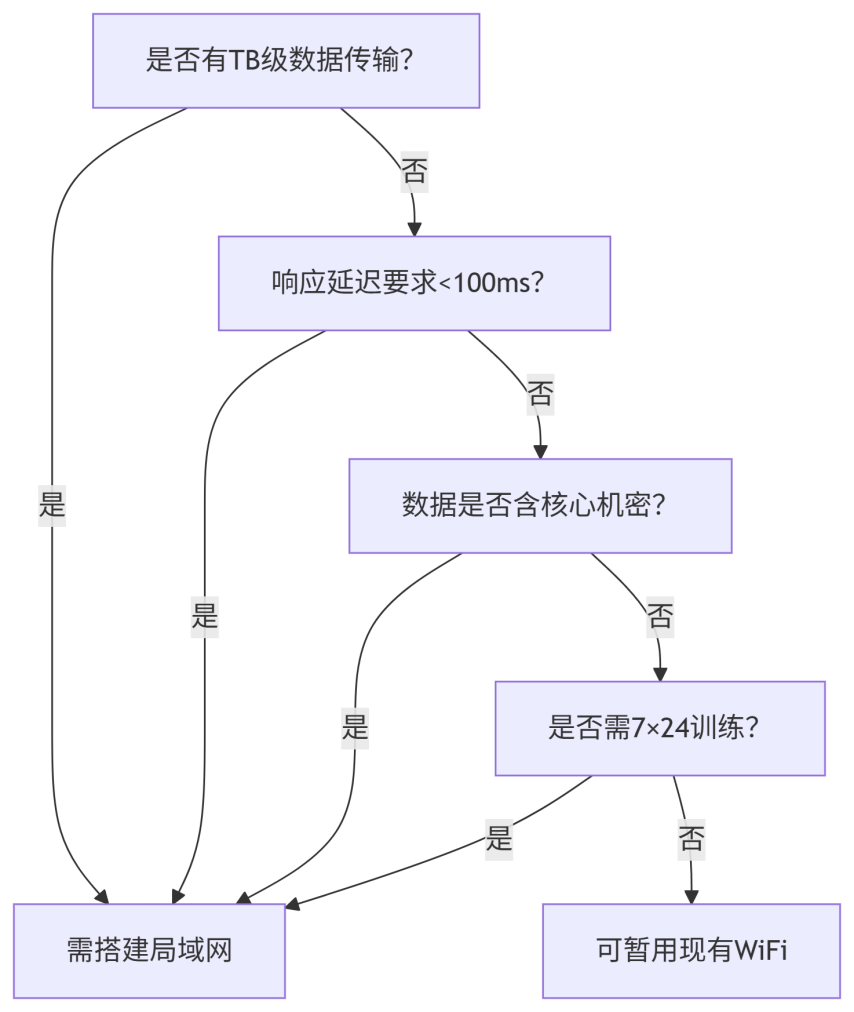 是否有TB级数据传输？
否
响应延迟要求<100ms？
否
数据是否含核心机密？
是
是
否
是
是否需7×24训练？
是
否
需搭建局域网
可暂用现有WiFi